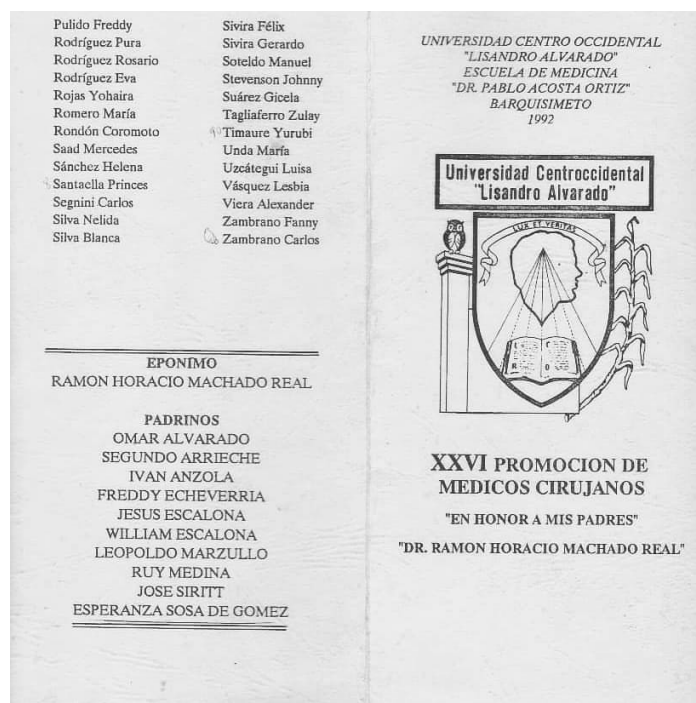 Pulido Freddy
Rodríguez Pura
Rodríguez Rosario
Rodríguez Eva
Rojas Yohaira
Romero María
Rondón Coromoto
Saad Mercedes
Sánchez Helena
Santaella Princes
Segnini Carlos
Silva Nelida
Silva Blanca
Sivira Félix
Sivira Gerardo
Soteldo Manuel
Stevenson Johnny
Suárez Gicela
Tagliaferro Zulay
Timaure Yurubi
Unda María
Uzcátegui Luisa
Vásquez Lesbia
Viera Alexander
Zambrano Fanny
Zambrano Carlos
EPONIMO
RAMON HORACIO MACHADO REAL
PADRINOS
OMAR ALVARADO
SEGUNDO ARRIECHE
IVAN ANZOLA
FREDDY ECHEVERRIA
JESUS ESCALONA
WILLIAM ESCALONA
LEOPOLDO MARZULLO
RUY MEDINA
JOSE SIRITT
ESPERANZA SOSA DE GOMEZ
UNIVERSIDAD CENTRO OCCIDENTAL
"LISANDRO ALVARADO"
ESCUELA DE MEDICINA
"DR. PABLO ACOSTA ORTIZ"
BARQUISIMETO
1992
Universidad Centroccidental
"Lisandro Alvarado"
LUX ET VERITAS
XXVI PROMOCION DE
MEDICOS CIRUJANOS
"EN HONOR A MIS PADRES"
"DR. RAMON HORACIO MACHADO REAL"